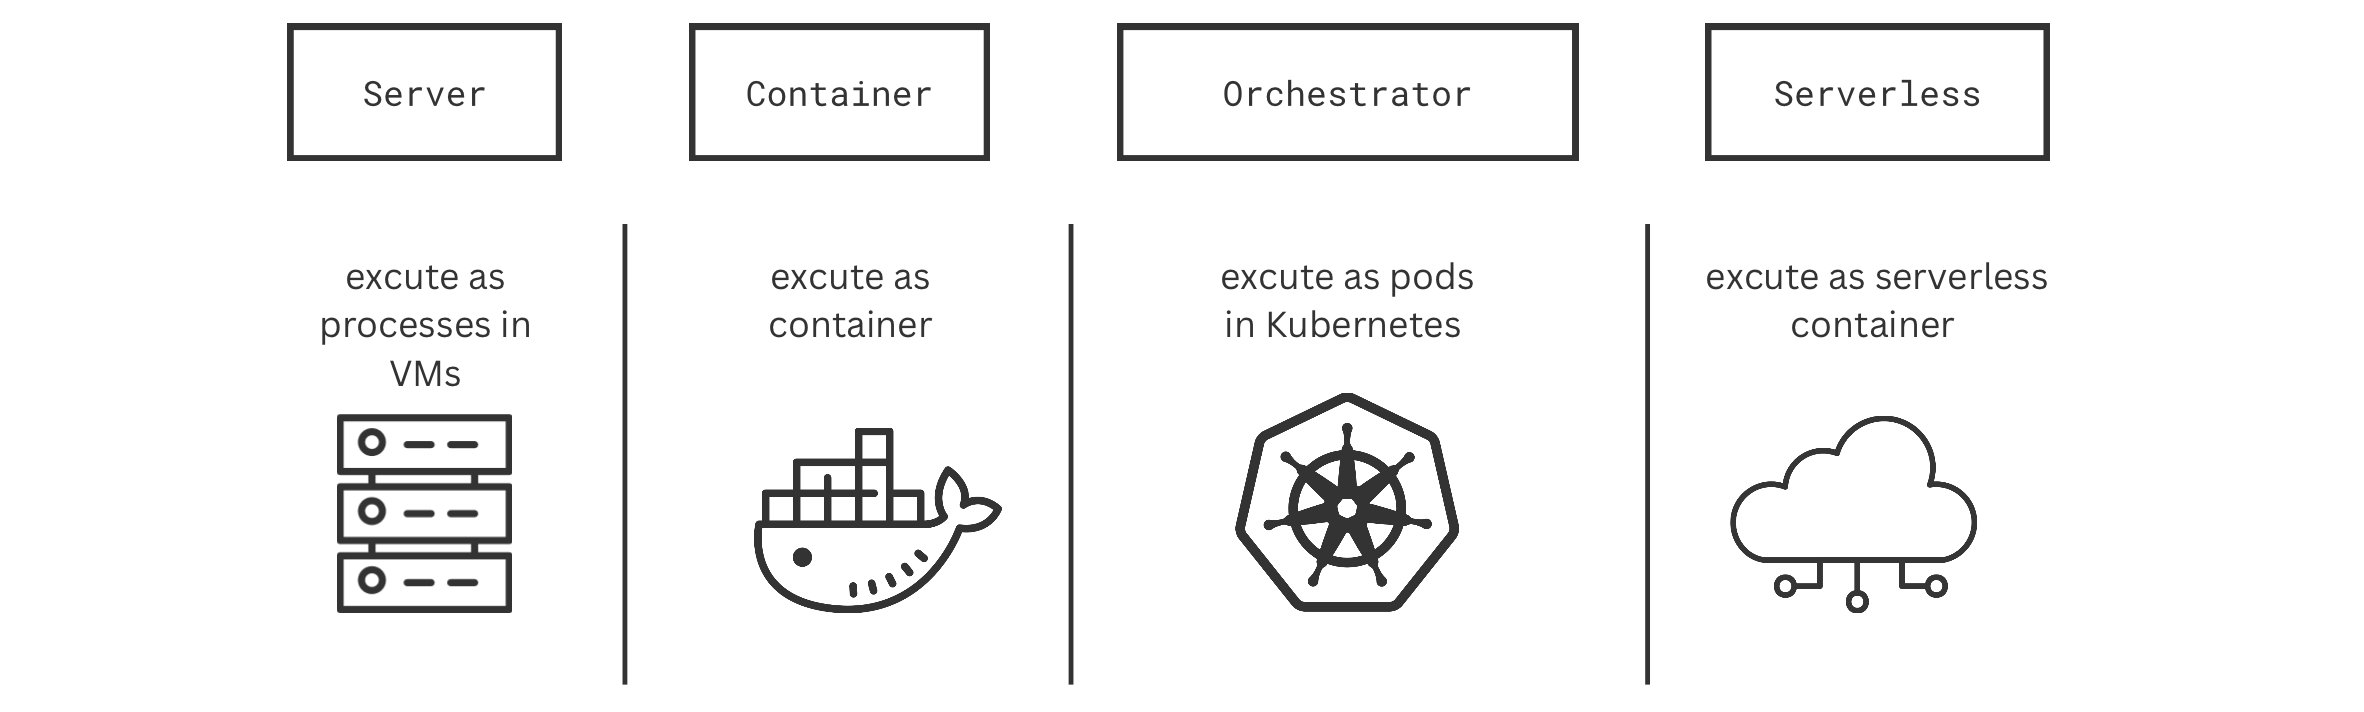 Server
Container
Orchestrator
Serverless
excute as
processes in
VMs
excute as
container
excute as pods
in Kubernetes
excute as serverless
container